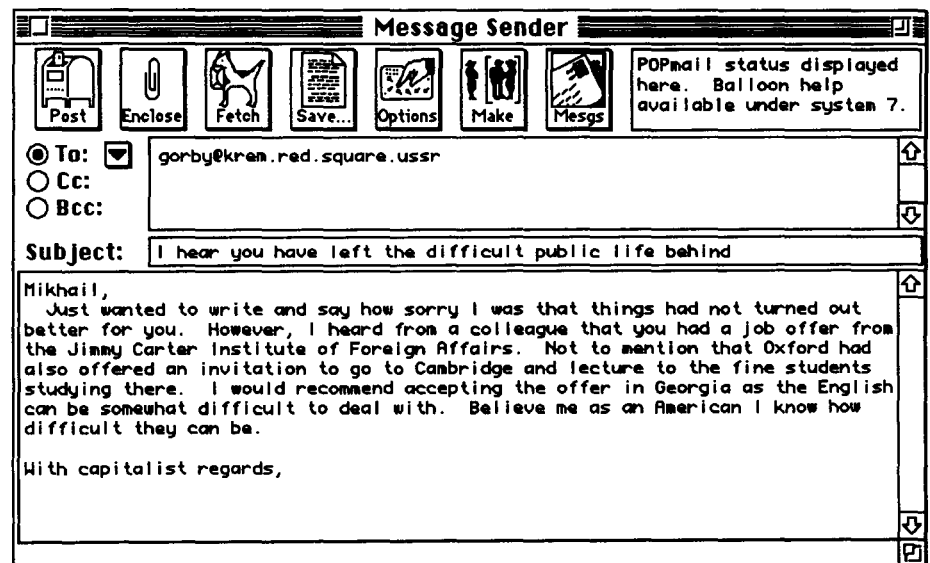 Message Sender
Post Enclose Fetch Save... Options Make Mesgs
POPmail status displayed
here. Balloon help
available under system 7.
To: gorby@krem.red.square.ussr
Cc:
Bcc:
Subject: I hear you have left the difficult public life behind
Mikhail,
Just wanted to write and say how sorry I was that things had not turned out
better for you. However, I heard from a colleague that you had a job offer from
the Jimmy Carter Institute of Foreign Affairs. Not to mention that Oxford had
also offered an invitation to go to Cambridge and lecture to the fine students
studying there. I would recommend accepting the offer in Georgia as the English
can be somewhat difficult to deal with. Believe me as an American I know how
difficult they can be.
With capitalist regards,